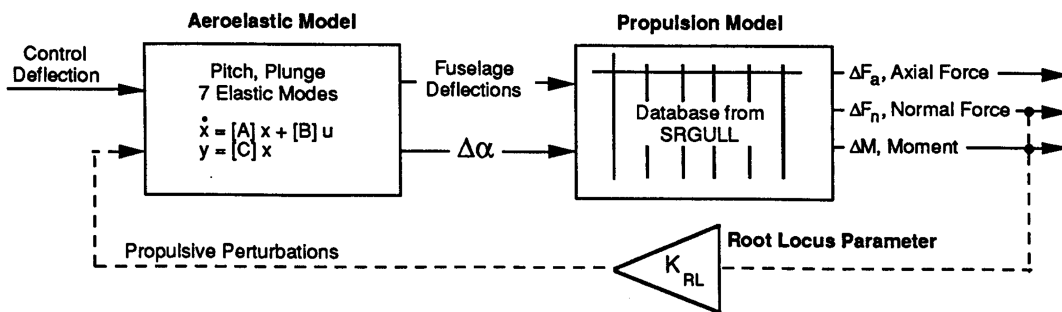 Aeroelastic Model
Propulsion Model
Control
Deflection
Pitch, Plunge
7 Elastic Modes
ẋ = [A] x + [B] u
y = [C] x
Fuselage
Deflections
Δα
Database from
SRGULL
ΔFa, Axial Force
ΔFn, Normal Force
ΔM, Moment
Propulsive Perturbations
Root Locus Parameter
KRL